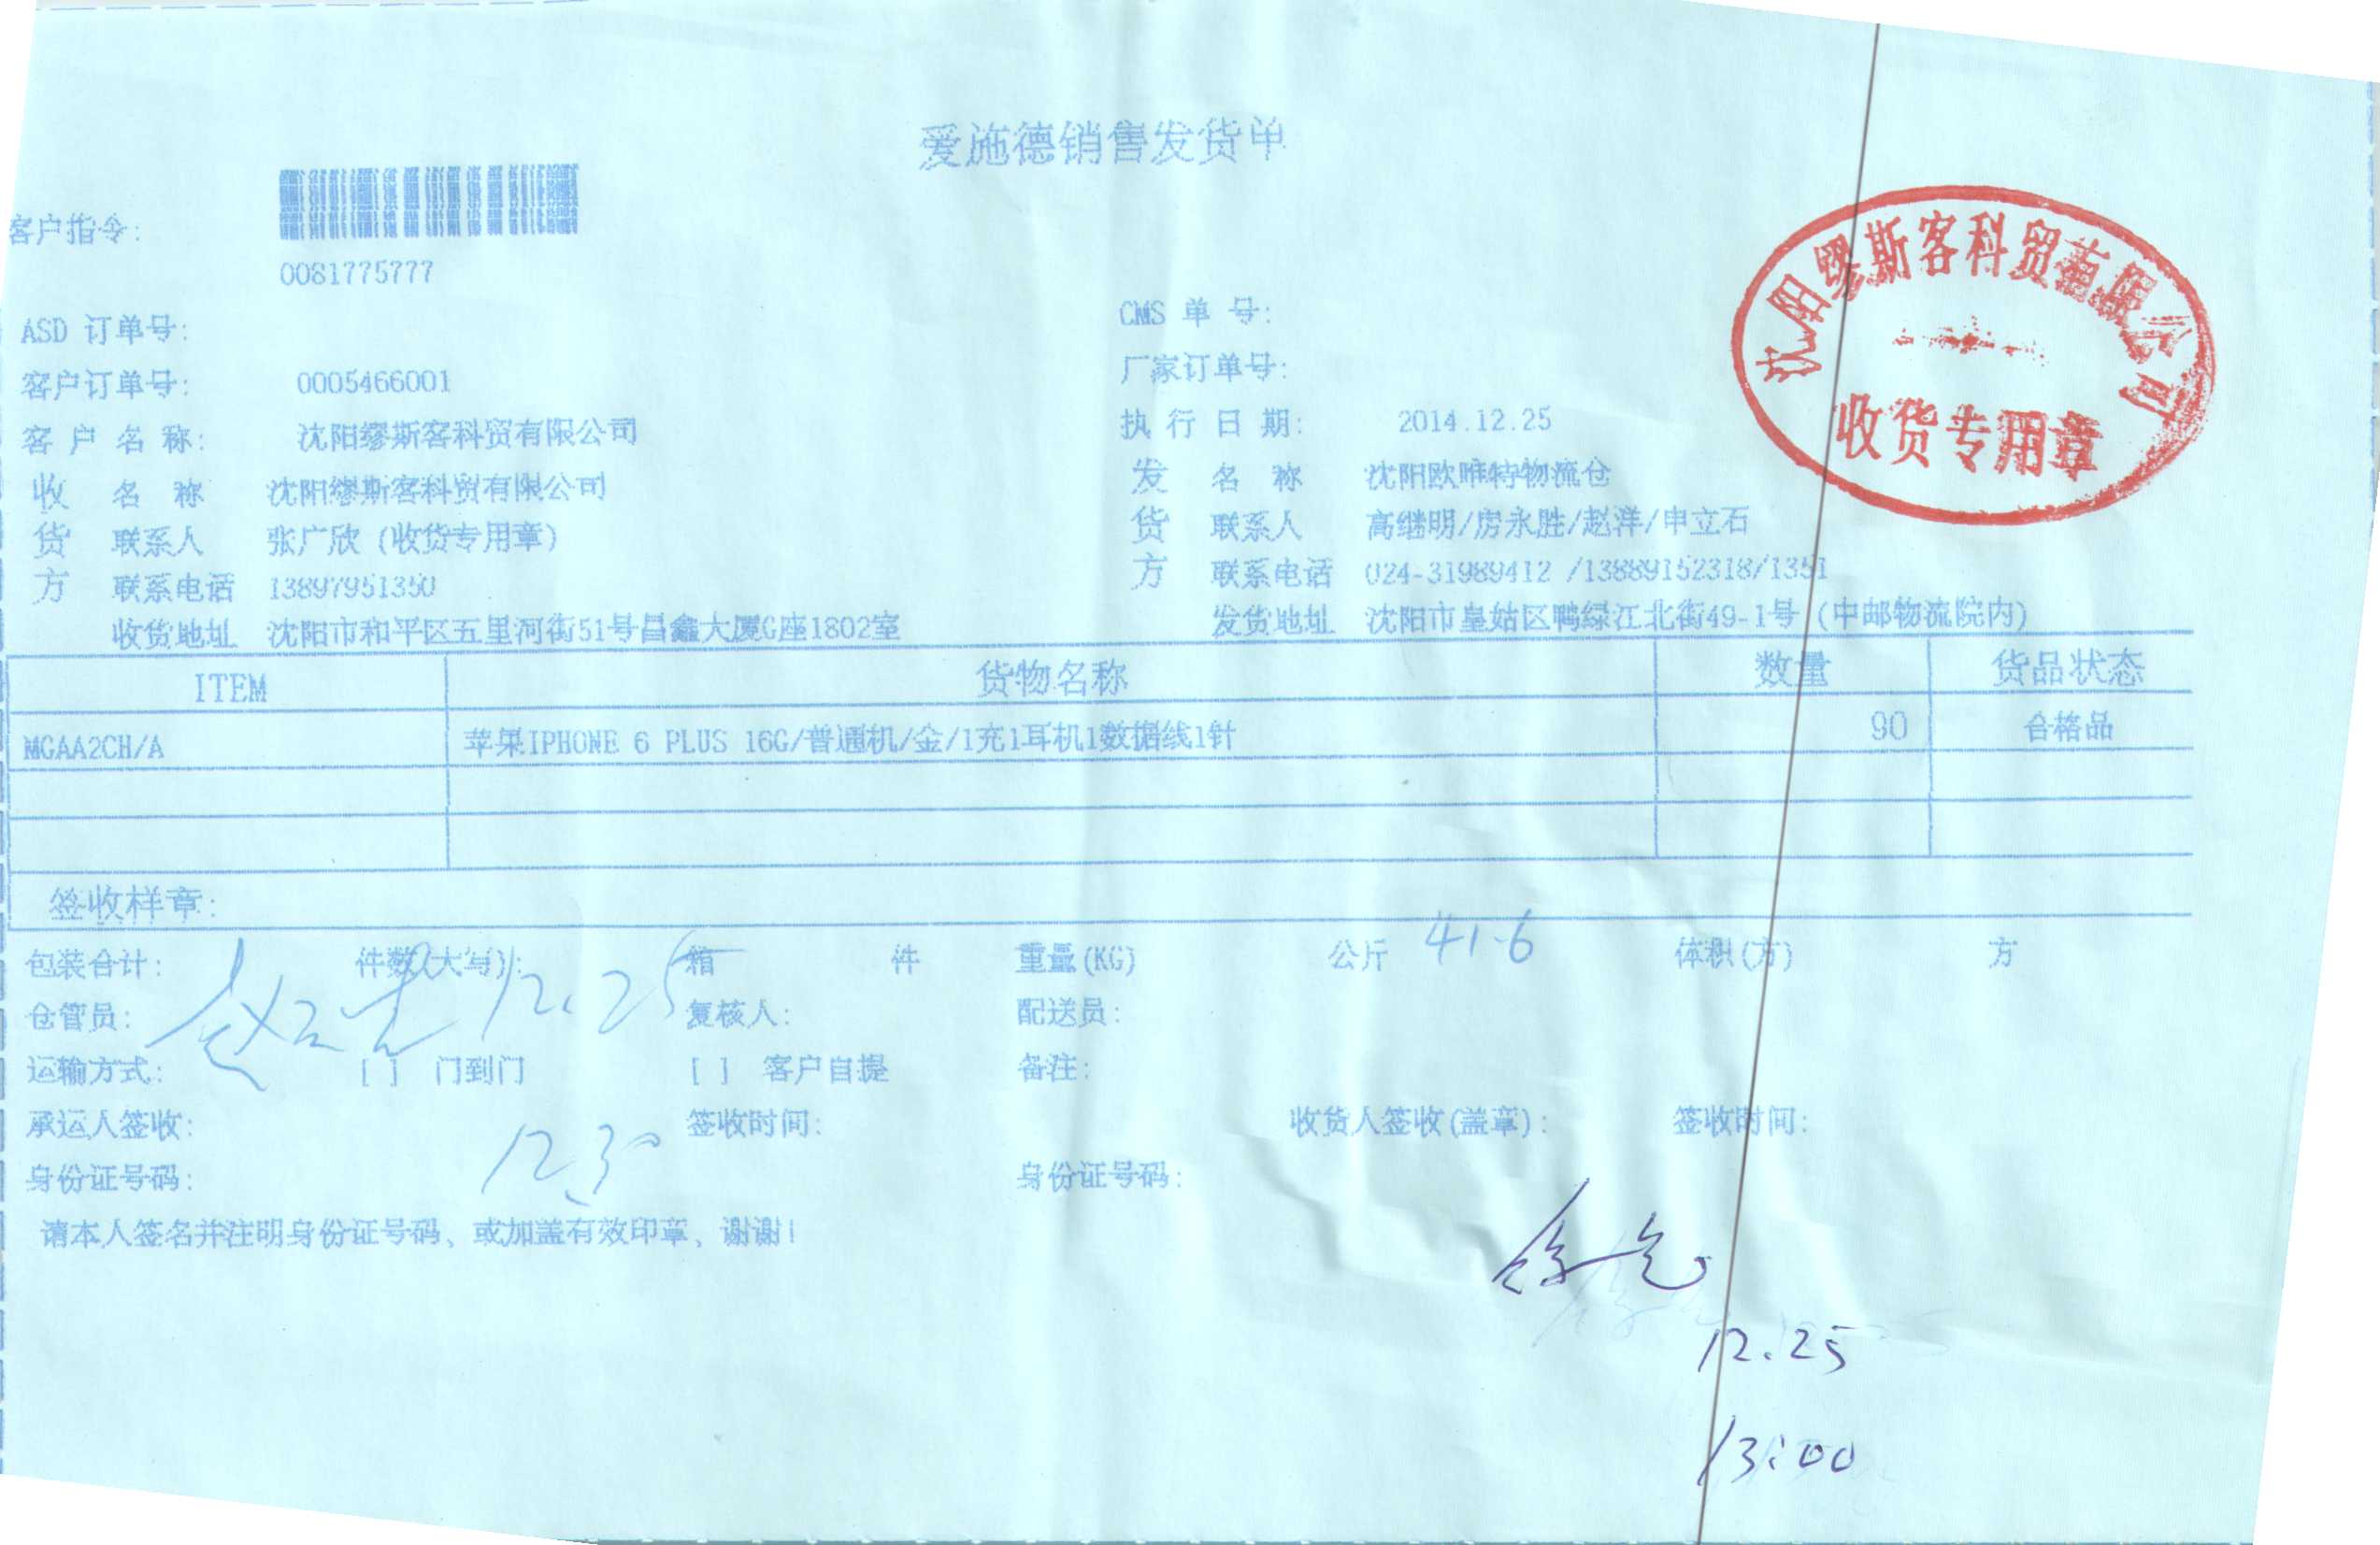 爱施德销售发货单
客户指令:
0081775777
ASD 订单号:
CMS 单 号:
客户订单号: 0005466001
厂家订单号:
客 户 名 称: 沈阳缪斯客科贸有限公司
执 行 日 期: 2014.12.25
收货方
名 称 沈阳缪斯客科贸有限公司
联系人 张广欣 (收货专用章)
联系电话 13897951350
收货地址 沈阳市和平区五里河街51号昌鑫大厦G座1802室
发货方
名 称 沈阳欧唯特物流仓
联系人 高继明/房永胜/赵洋/申立石
联系电话 024-31989412 /13889152318/1351
发货地址 沈阳市皇姑区鸭绿江北街49-1号 (中邮物流院内)
沈阳缪斯客科贸有限公司
收货专用章
ITEM 货物名称 数量 货品状态
MGAA2CH/A 苹果IPHONE 6 PLUS 16G/普通机/金/1充1耳机1数据线1针 90 合格品
签收样章:
包装合计: 件数(大写): 箱 件 重量(KG) 公斤 41.6 体积(方) 方
12.25
仓管员: 复核人: 配送员:
运输方式: [ ] 门到门 [ ] 客户自提 备注:
承运人签收: 签收时间: 收货人签收(盖章): 签收时间:
12.30
身份证号码: 身份证号码:
请本人签名并注明身份证号码、或加盖有效印章、谢谢!
12.25
13:00